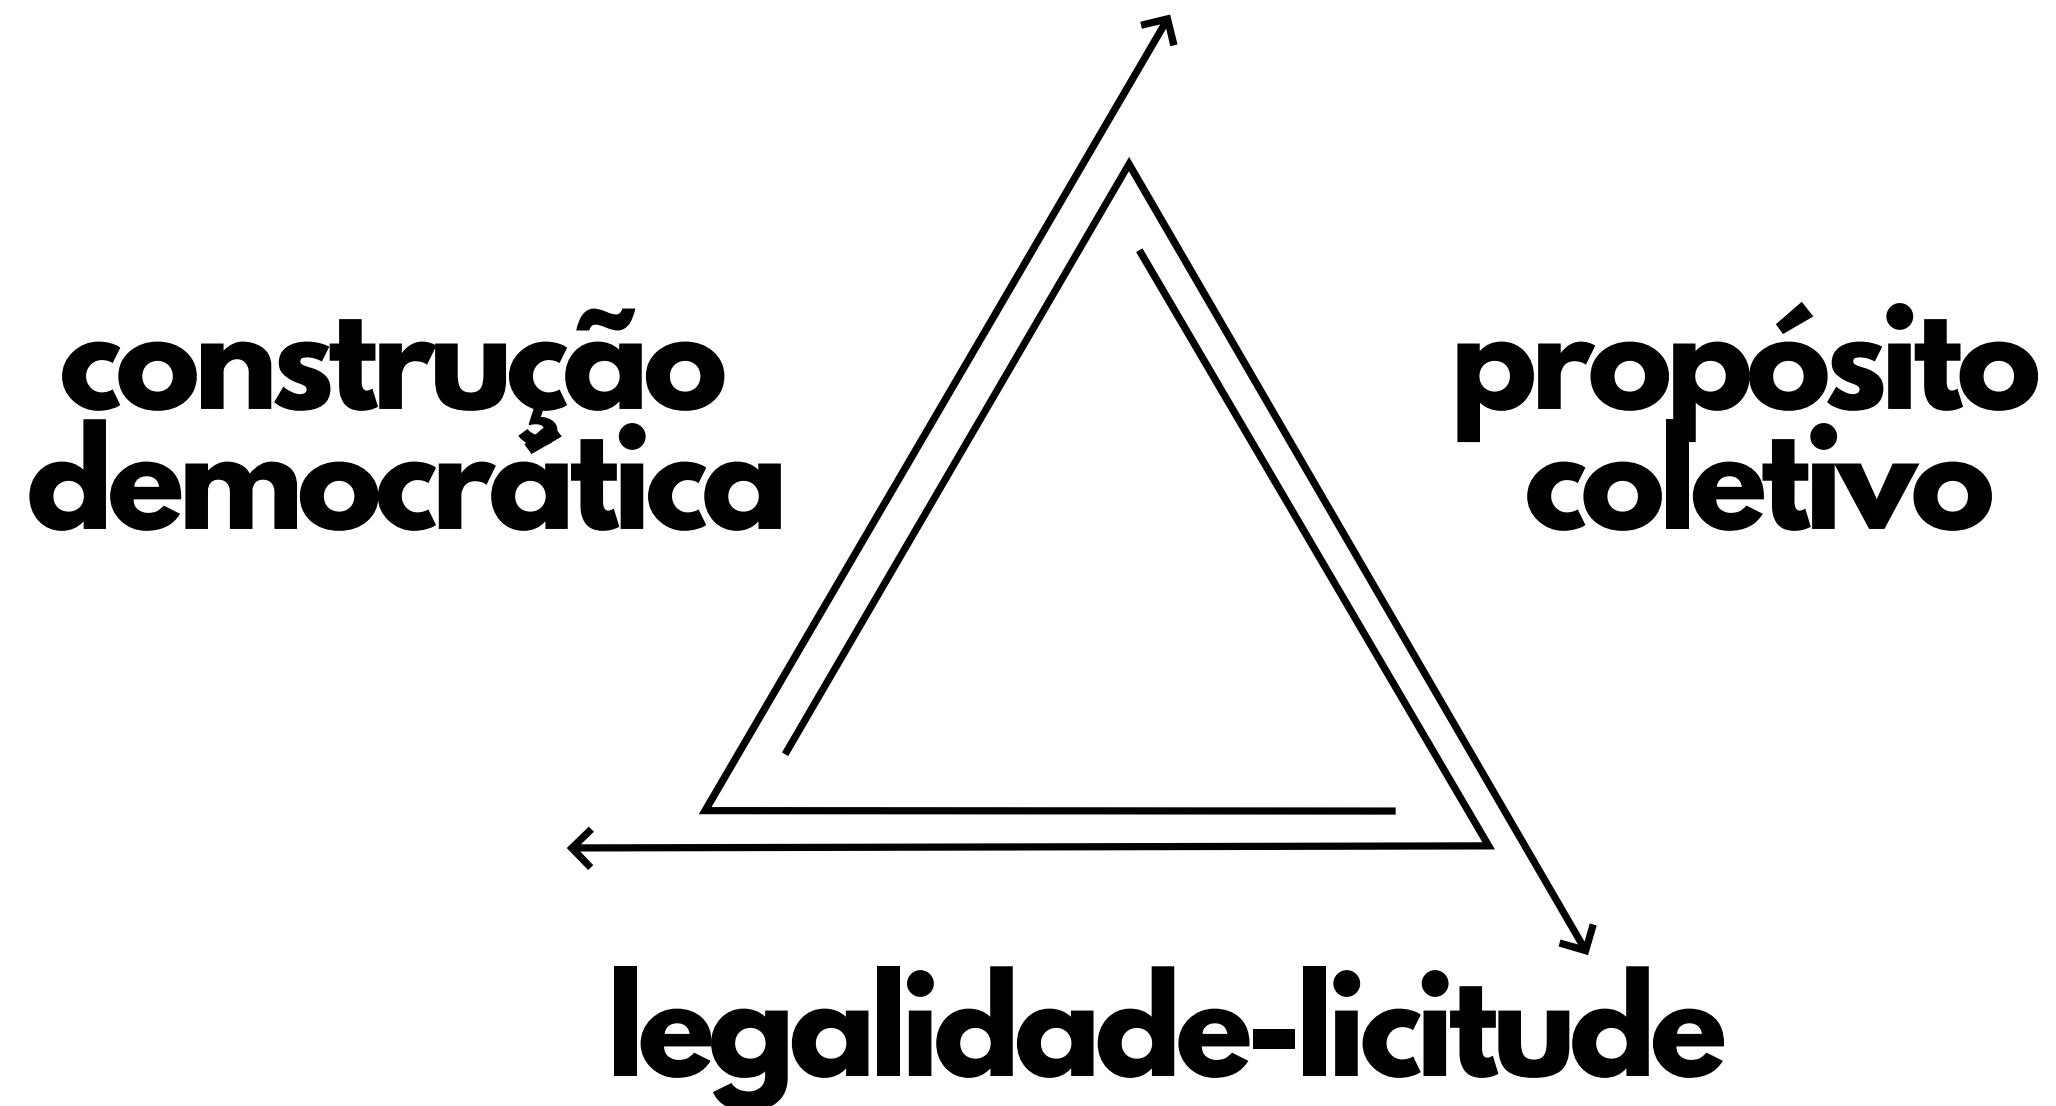 construção
democrática
propósito
coletivo
legalidade-licitude